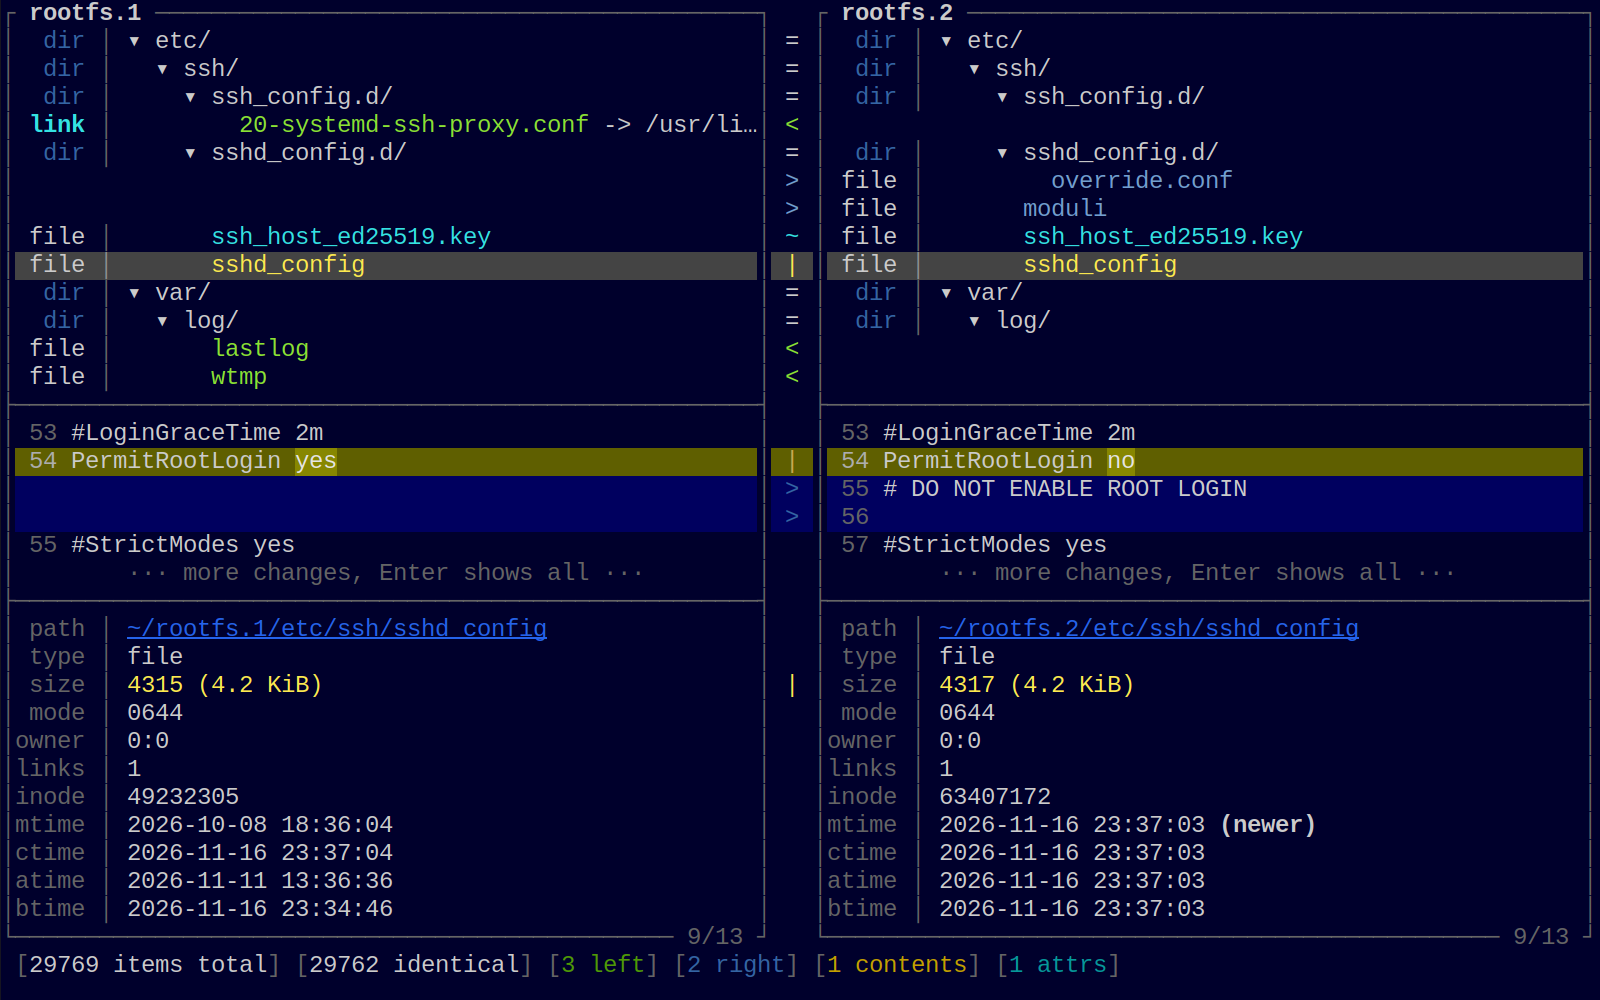 rootfs.1 rootfs.2
dir ▾ etc/ = dir ▾ etc/
dir ▾ ssh/ = dir ▾ ssh/
dir ▾ ssh_config.d/ = dir ▾ ssh_config.d/
link 20-systemd-ssh-proxy.conf -> /usr/li… <
dir ▾ sshd_config.d/ = dir ▾ sshd_config.d/
> file override.conf
> file moduli
file ssh_host_ed25519.key ~ file ssh_host_ed25519.key
file sshd_config | file sshd_config
dir ▾ var/ = dir ▾ var/
dir ▾ log/ = dir ▾ log/
file lastlog <
file wtmp <
53 #LoginGraceTime 2m 53 #LoginGraceTime 2m
54 PermitRootLogin yes | 54 PermitRootLogin no
> 55 # DO NOT ENABLE ROOT LOGIN
> 56
55 #StrictModes yes 57 #StrictModes yes
··· more changes, Enter shows all ··· ··· more changes, Enter shows all ···
path ~/rootfs.1/etc/ssh/sshd_config path ~/rootfs.2/etc/ssh/sshd_config
type file type file
size 4315 (4.2 KiB) | size 4317 (4.2 KiB)
mode 0644 mode 0644
owner 0:0 owner 0:0
links 1 links 1
inode 49232305 inode 63407172
mtime 2026-10-08 18:36:04 mtime 2026-11-16 23:37:03 (newer)
ctime 2026-11-16 23:37:04 ctime 2026-11-16 23:37:03
atime 2026-11-11 13:36:36 atime 2026-11-16 23:37:03
btime 2026-11-16 23:34:46 btime 2026-11-16 23:37:03
9/13 9/13
[29769 items total] [29762 identical] [3 left] [2 right] [1 contents] [1 attrs]